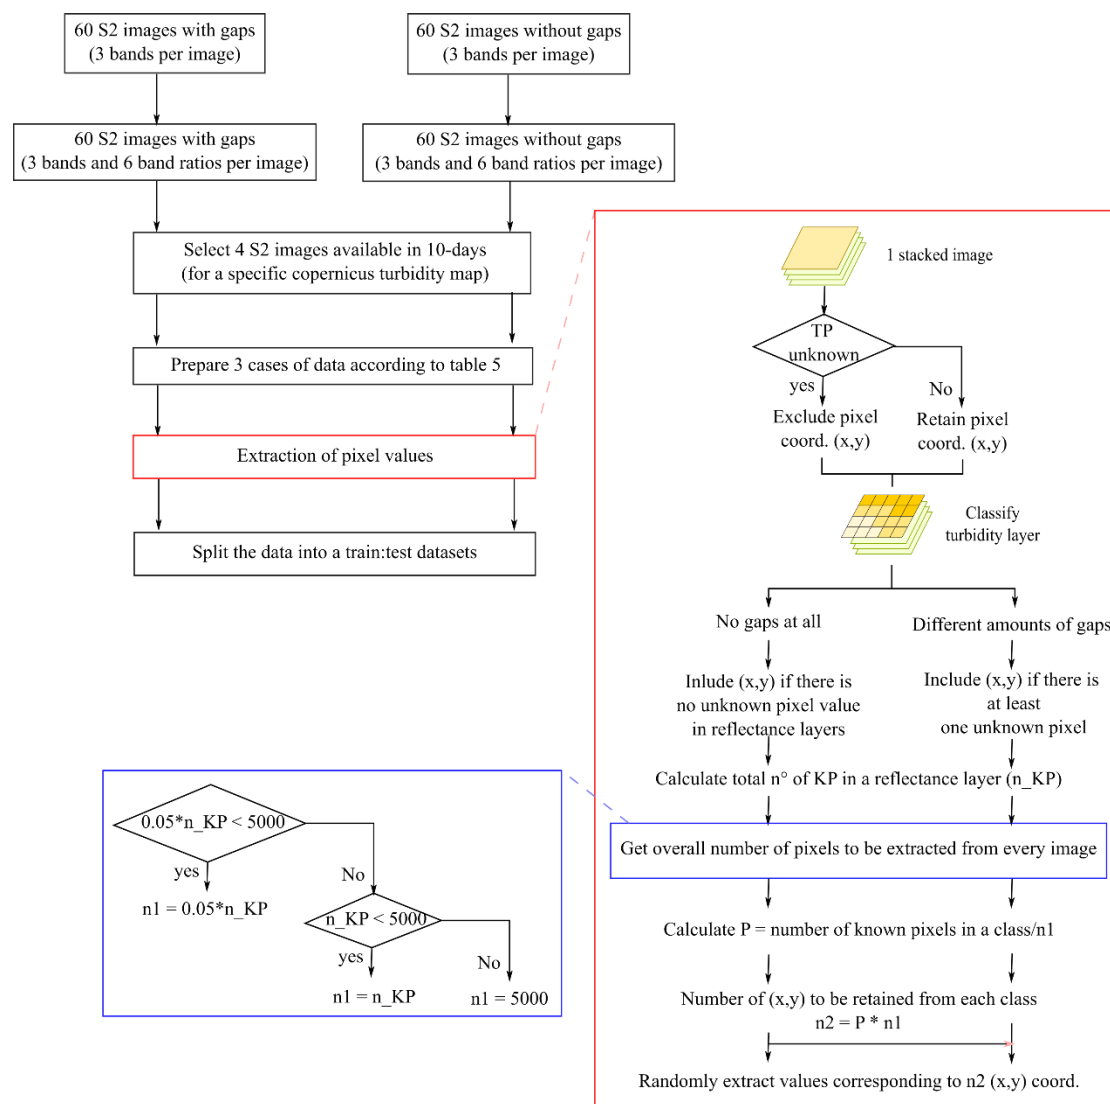 60 S2 images with gaps
(3 bands per image)
60 S2 images without gaps
(3 bands per image)
60 S2 images with gaps
(3 bands and 6 band ratios per image)
60 S2 images without gaps
(3 bands and 6 band ratios per image)
Select 4 S2 images available in 10-days
(for a specific copernicus turbidity map)
Prepare 3 cases of data according to table 5
Extraction of pixel values
Split the data into a train:test datasets
1 stacked image
TP
unknown
yes
No
Exclude pixel
coord. (x,y)
Retain pixel
coord. (x,y)
Classify
turbidity layer
No gaps at all
Different amounts of gaps
Inlude (x,y) if there is
no unknown pixel value
in reflectance layers
Include (x,y) if there is
at least
one unknown pixel
Calculate total n° of KP in a reflectance layer (n_KP)
Get overall number of pixels to be extracted from every image
Calculate P = number of known pixels in a class/n1
Number of (x,y) to be retained from each class
n2 = P * n1
Randomly extract values corresponding to n2 (x,y) coord.
0.05*n_KP < 5000
yes
No
n1 = 0.05*n_KP
n_KP < 5000
yes
No
n1 = n_KP
n1 = 5000